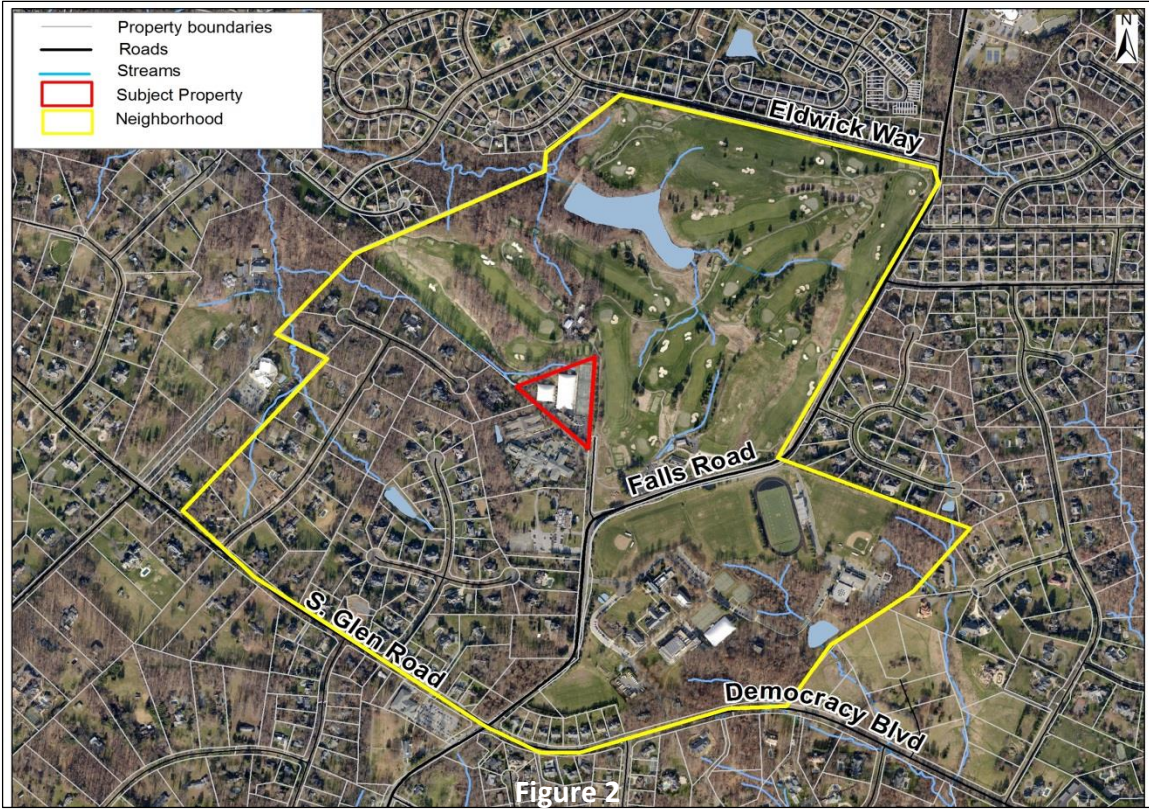 Property boundaries
Roads
Streams
Subject Property
Neighborhood
N
Eldwick Way
Falls Road
S. Glen Road
Democracy Blvd
Figure 2